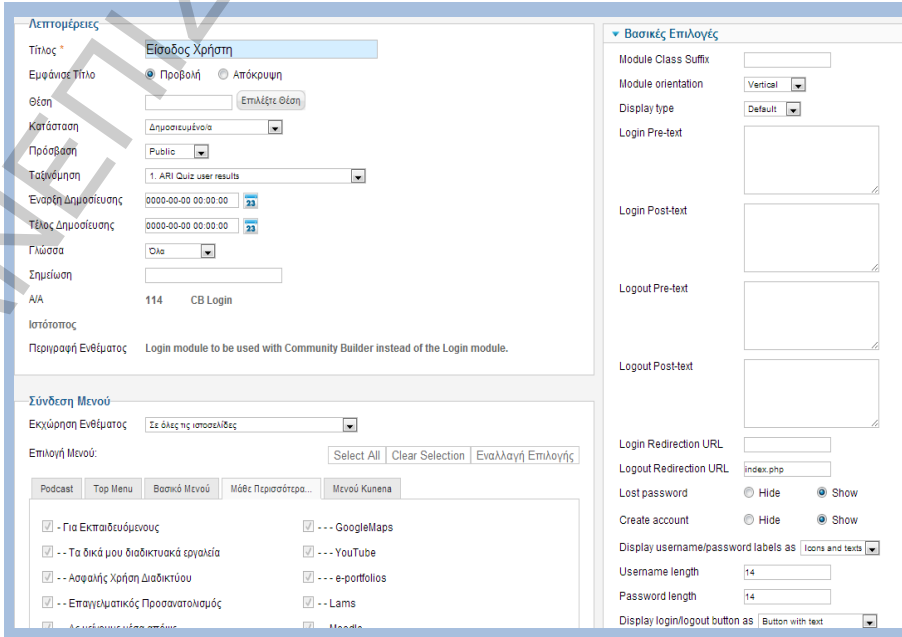 Λεπτομέρειες
Τίτλος * Είσοδος Χρήστη
Εμφάνισε Τίτλο Προβολή Απόκρυψη
Θέση Επιλέξτε Θέση
Κατάσταση Δημοσιευμένο/α
Πρόσβαση Public
Ταξινόμηση 1. ARI Quiz user results
Έναρξη Δημοσίευσης 0000-00-00 00:00:00 23
Τέλος Δημοσίευσης 0000-00-00 00:00:00 23
Γλώσσα Όλα
Σημείωση
Α/Α 114 CB Login
Ιστότοπος
Περιγραφή Ενθέματος Login module to be used with Community Builder instead of the Login module.
Σύνδεση Μενού
Εκχώρηση Ενθέματος Σε όλες τις ιστοσελίδες
Επιλογή Μενού: Select All Clear Selection Εναλλαγή Επιλογής
Podcast Top Menu Βασικό Μενού Μάθε Περισσότερα... Μενού Kunena
- Για Εκπαιδευόμενους
- - Τα δικά μου διαδικτυακά εργαλεία
- - Ασφαλής Χρήση Διαδικτύου
- - Επαγγελματικός Προσανατολισμός
- - - GoogleMaps
- - - YouTube
- - - e-portfolios
- - Lams
Βασικές Επιλογές
Module Class Suffix
Module orientation Vertical
Display type Default
Login Pre-text
Login Post-text
Logout Pre-text
Logout Post-text
Login Redirection URL
Logout Redirection URL index.php
Lost password Hide Show
Create account Hide Show
Display username/password labels as Icons and texts
Username length 14
Password length 14
Display login/logout button as Button with text